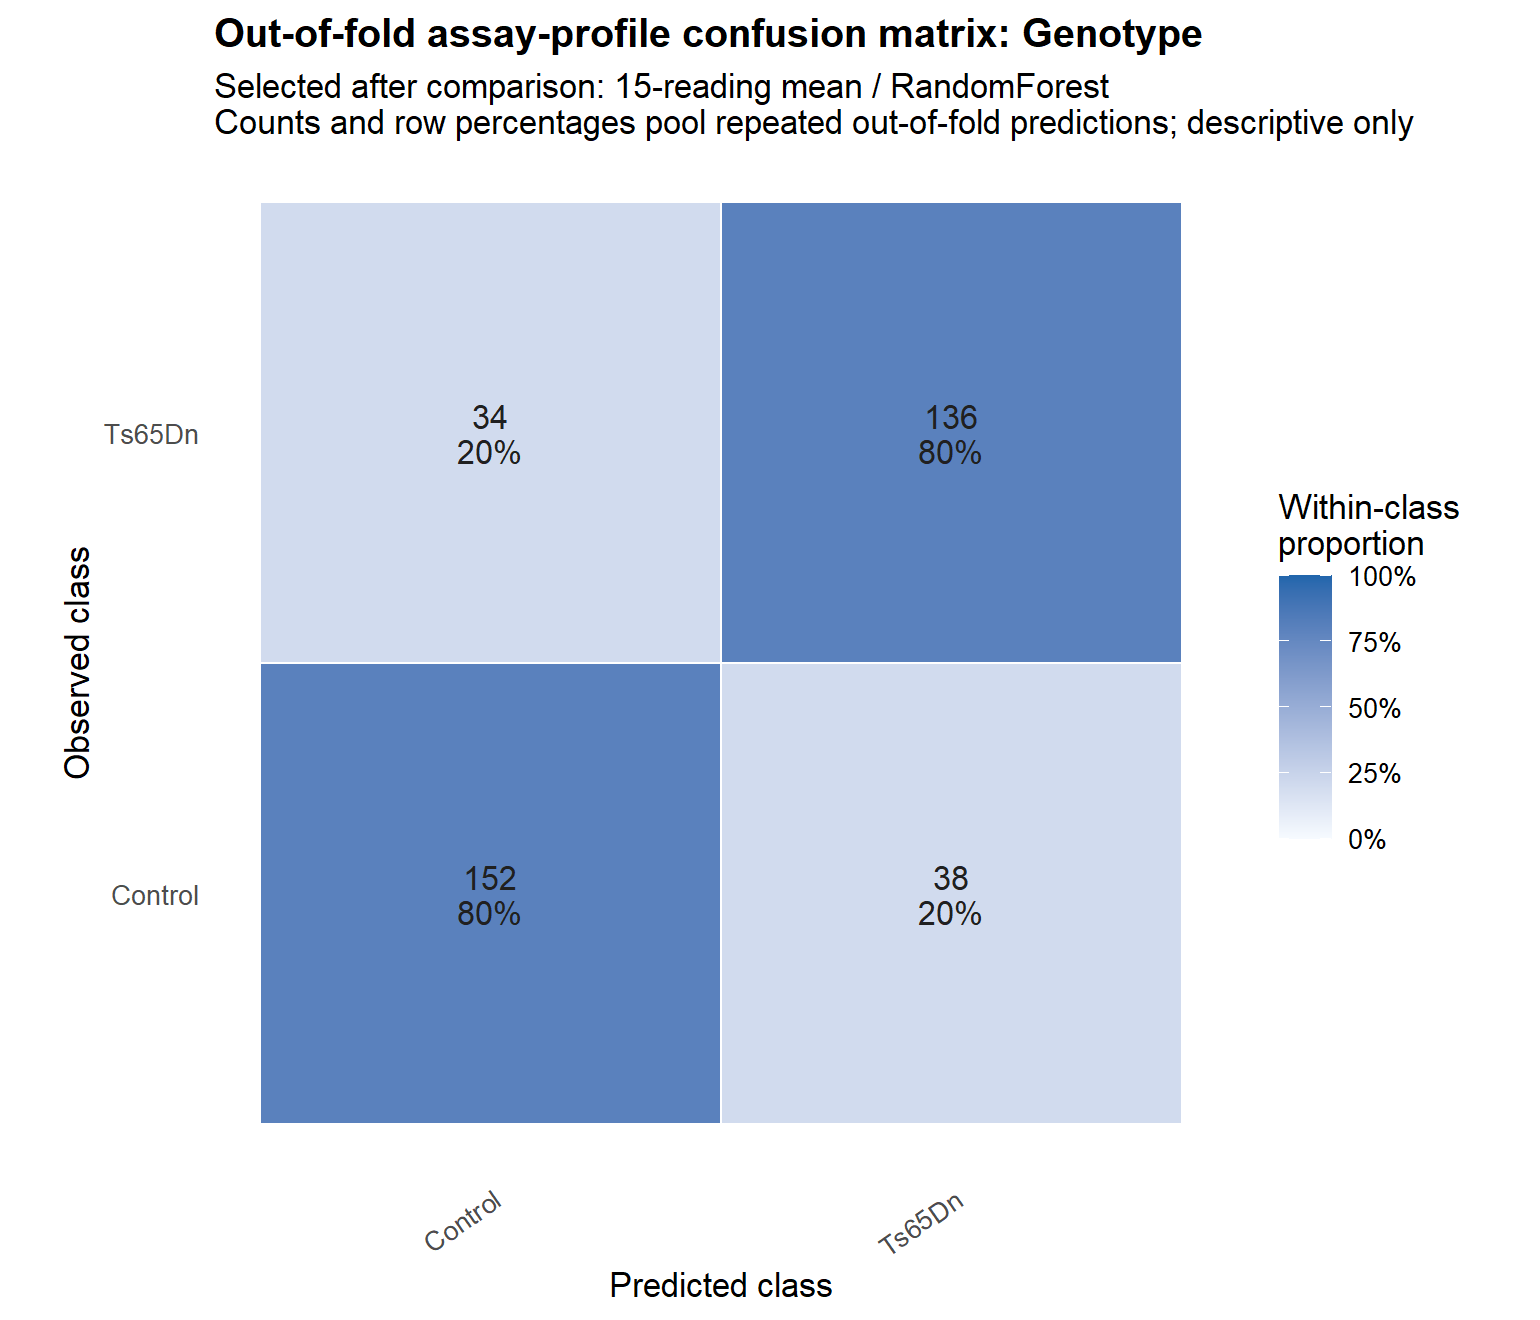 Out-of-fold assay-profile confusion matrix: Genotype
Selected after comparison: 15-reading mean / RandomForest
Counts and row percentages pool repeated out-of-fold predictions; descriptive only
Observed class
Ts65Dn
34
20%
136
80%
Control
152
80%
38
20%
Control
Ts65Dn
Predicted class
Within-class
proportion
100%
75%
50%
25%
0%